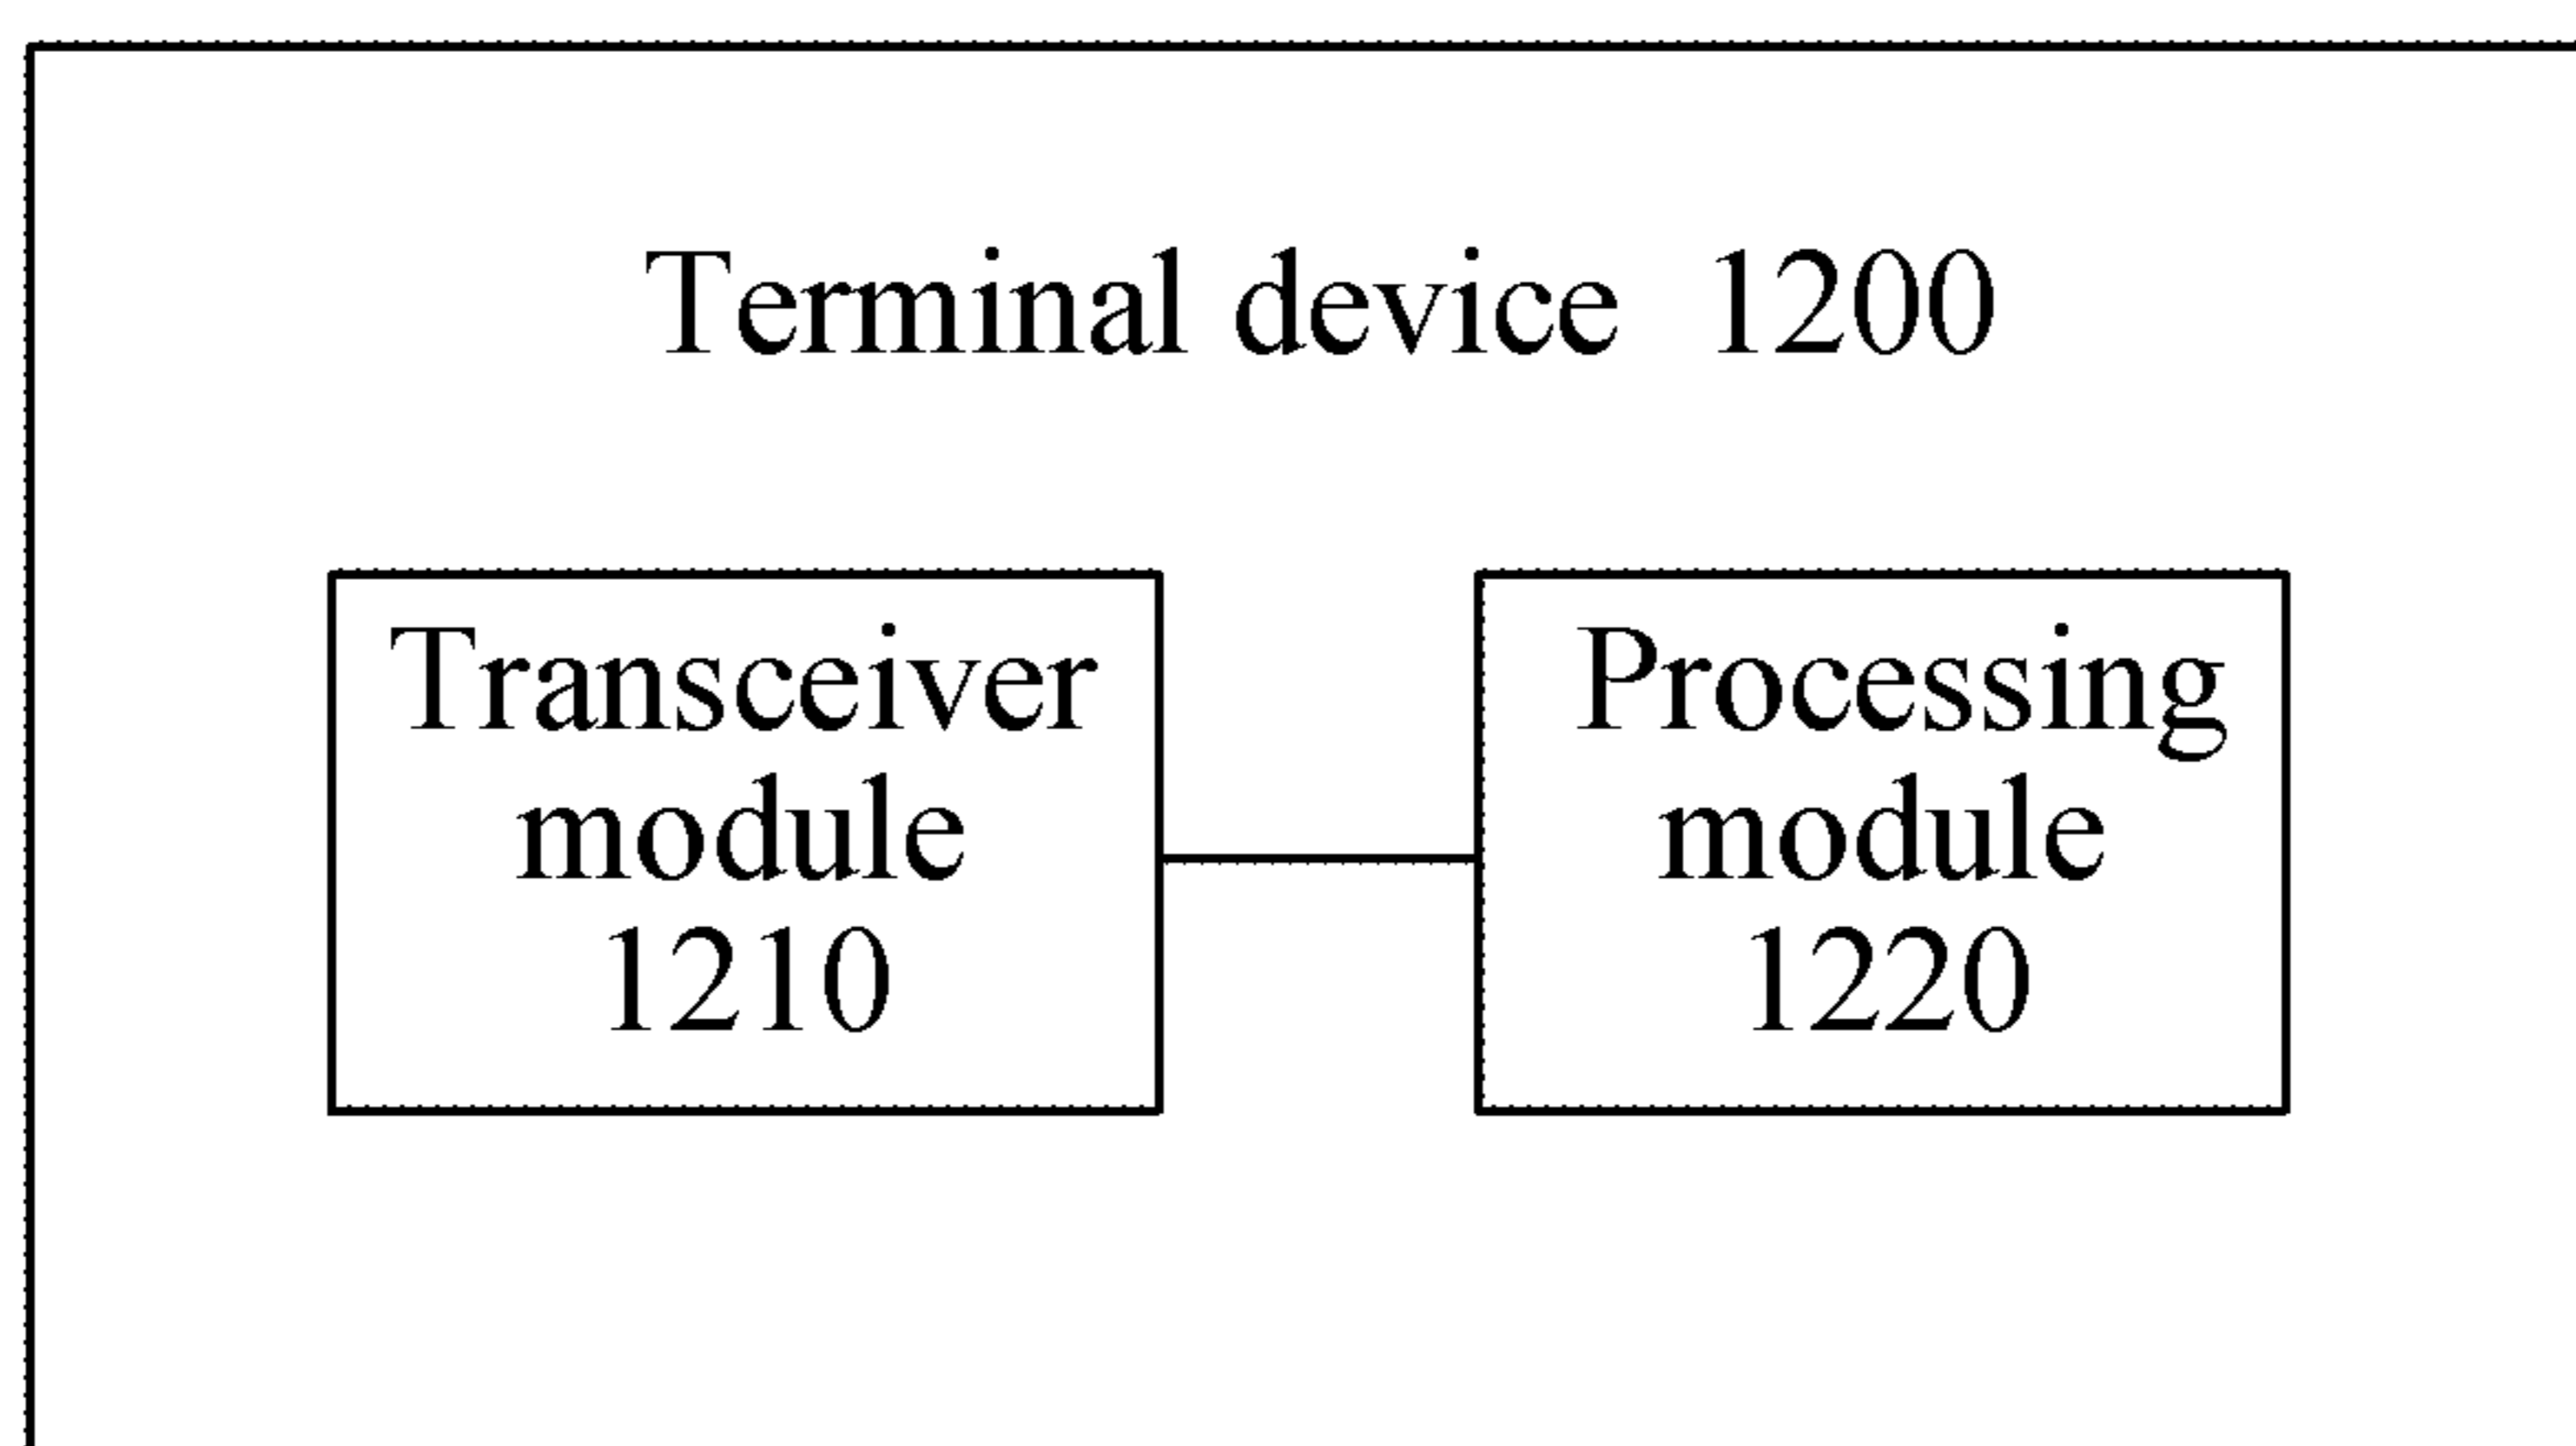 Terminal device 1200
Transceiver
module
1210
Processing
module
1220